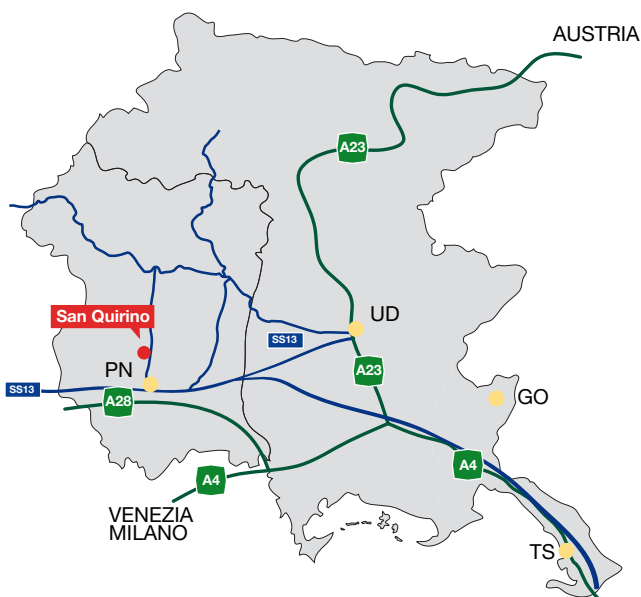 AUSTRIA
A23
San Quirino
UD
SS13
PN
A23
SS13
A28
GO
A4
A4
VENEZIA
MILANO
TS